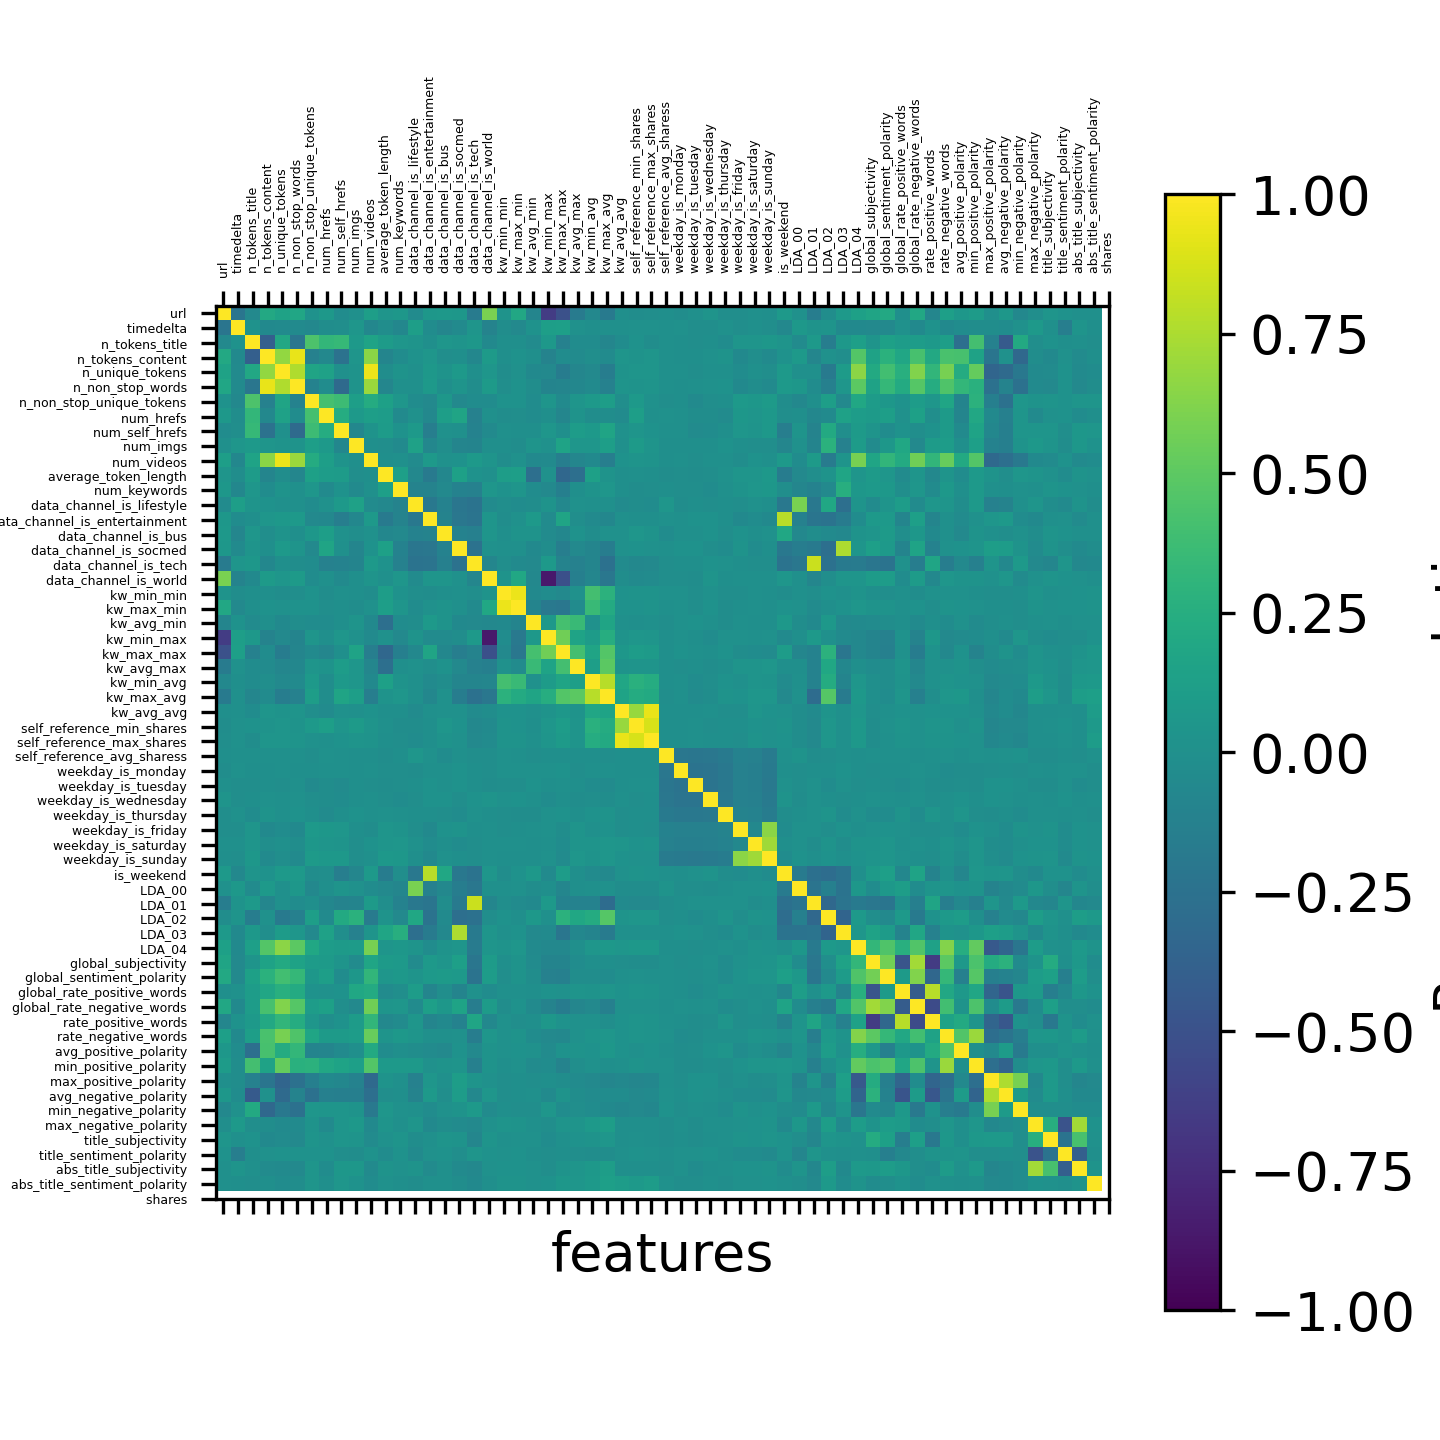 url
timedelta
n_tokens_title
n_tokens_content
n_unique_tokens
n_non_stop_words
n_non_stop_unique_tokens
num_hrefs
num_self_hrefs
num_imgs
num_videos
average_token_length
num_keywords
data_channel_is_lifestyle
data_channel_is_entertainment
data_channel_is_bus
data_channel_is_socmed
data_channel_is_tech
data_channel_is_world
kw_min_min
kw_max_min
kw_avg_min
kw_min_max
kw_max_max
kw_avg_max
kw_min_avg
kw_max_avg
kw_avg_avg
self_reference_min_shares
self_reference_max_shares
self_reference_avg_sharess
weekday_is_monday
weekday_is_tuesday
weekday_is_wednesday
weekday_is_thursday
weekday_is_friday
weekday_is_saturday
weekday_is_sunday
is_weekend
LDA_00
LDA_01
LDA_02
LDA_03
LDA_04
global_subjectivity
global_sentiment_polarity
global_rate_positive_words
global_rate_negative_words
rate_positive_words
rate_negative_words
avg_positive_polarity
min_positive_polarity
max_positive_polarity
avg_negative_polarity
min_negative_polarity
max_negative_polarity
title_subjectivity
title_sentiment_polarity
abs_title_subjectivity
abs_title_sentiment_polarity
shares
url
timedelta
n_tokens_title
n_tokens_content
n_unique_tokens
n_non_stop_words
n_non_stop_unique_tokens
num_hrefs
num_self_hrefs
num_imgs
num_videos
average_token_length
num_keywords
data_channel_is_lifestyle
ata_channel_is_entertainment
data_channel_is_bus
data_channel_is_socmed
data_channel_is_tech
data_channel_is_world
kw_min_min
kw_max_min
kw_avg_min
kw_min_max
kw_max_max
kw_avg_max
kw_min_avg
kw_max_avg
kw_avg_avg
self_reference_min_shares
self_reference_max_shares
self_reference_avg_sharess
weekday_is_monday
weekday_is_tuesday
weekday_is_wednesday
weekday_is_thursday
weekday_is_friday
weekday_is_saturday
weekday_is_sunday
is_weekend
LDA_00
LDA_01
LDA_02
LDA_03
LDA_04
global_subjectivity
global_sentiment_polarity
global_rate_positive_words
global_rate_negative_words
rate_positive_words
rate_negative_words
avg_positive_polarity
min_positive_polarity
max_positive_polarity
avg_negative_polarity
min_negative_polarity
max_negative_polarity
title_subjectivity
title_sentiment_polarity
abs_title_subjectivity
abs_title_sentiment_polarity
shares
features
1.00
0.75
0.50
0.25
0.00
−0.25
−0.50
−0.75
−1.00